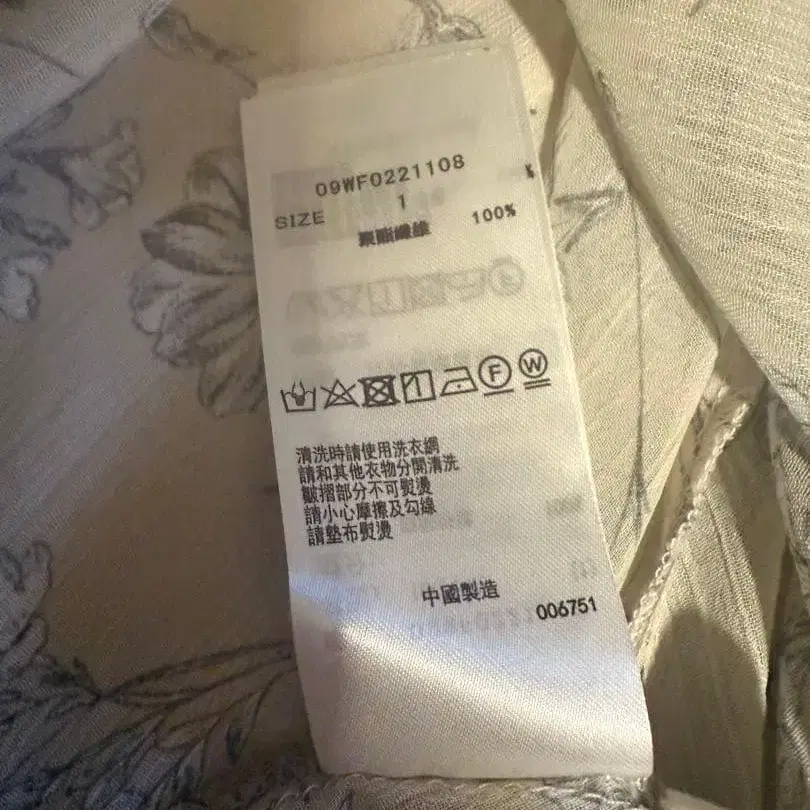 09WF0221108
SIZE 1
聚酯纖維 100%
F W
清洗時請使用洗衣網
請和其他衣物分開清洗
皺摺部分不可熨燙
請小心摩擦及勾線
請墊布熨燙
中國製造
006751